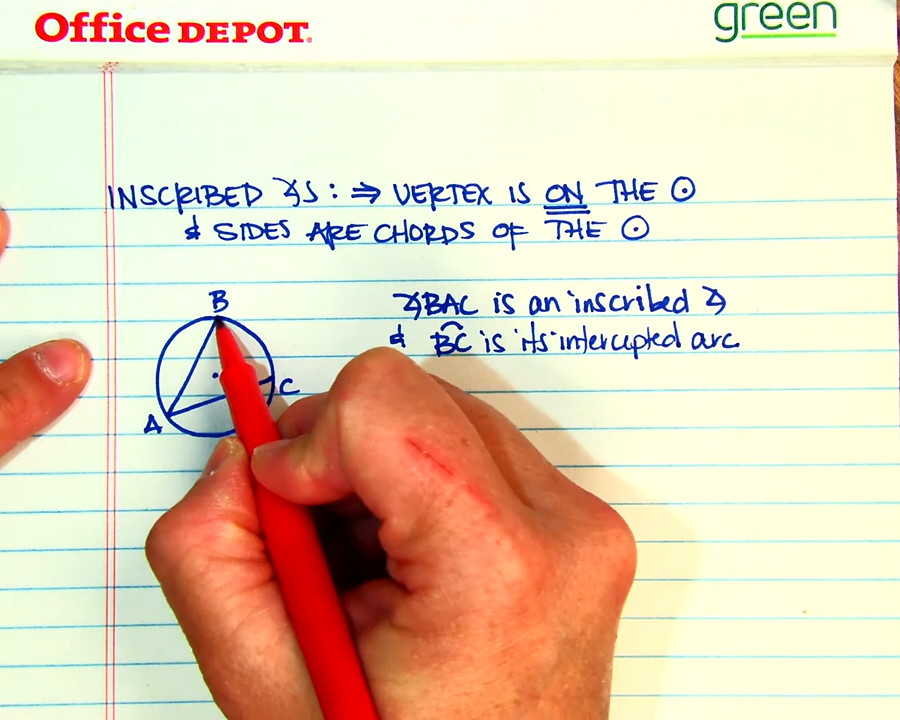 Office DEPOT.
green
INSCRIBED ∡S : ⇒ VERTEX IS ON THE ⊙
& SIDES ARE CHORDS OF THE ⊙
B
∡BAC is an inscribed ∡
& B͡C is its intercepted arc.
C
A